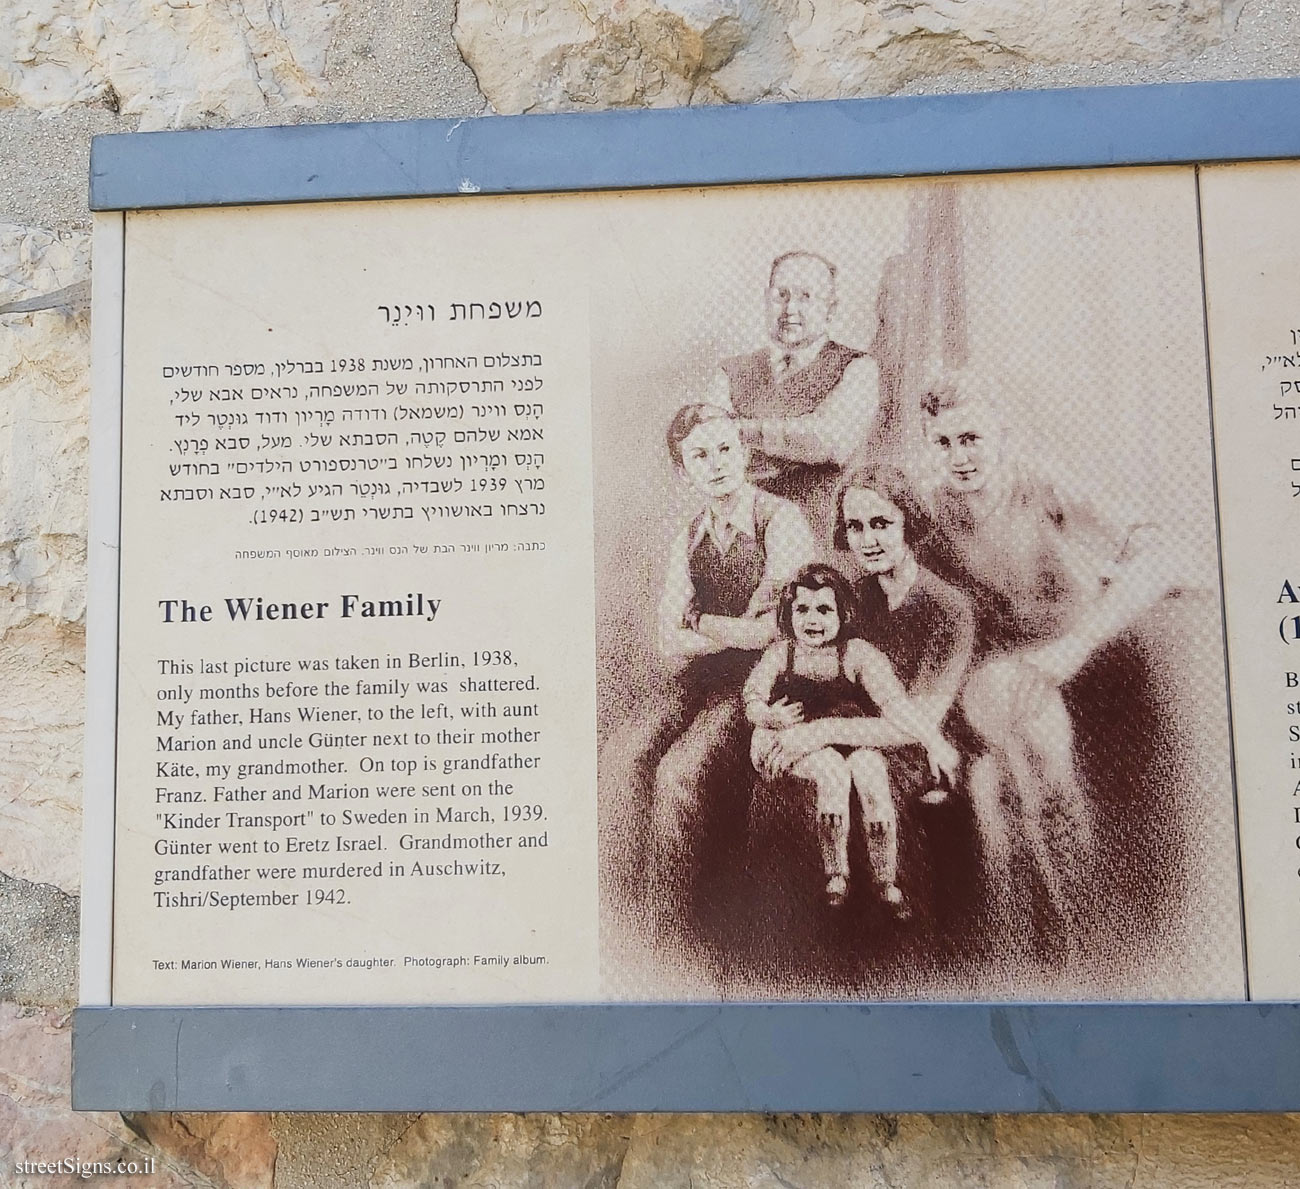 משפחת ווִינֵר
בתצלום האחרון, משנת 1938 בברלין, מספר חודשים
לפני התרסקותה של המשפחה, נראים אבא שלי,
הָנְס ווינר (משמאל) ודודה מָרְיון ודוד גוּנְטֶר ליד
אמא שלהם קֶטֶה, הסבתא שלי. מעל, סבא פְרָנְץ.
הָנְס ומָרְיון נשלחו ב״טרנספורט הילדים״ בחודש
מרץ 1939 לשבדיה, גוּנְטֶר הגיע לא״י, סבא וסבתא
נרצחו באושוויץ בתשרי תש״ב (1942).
כתבה: מריון ווינר הבת של הנס ווינר. הצילום מאוסף המשפחה
The Wiener Family
This last picture was taken in Berlin, 1938,
only months before the family was shattered.
My father, Hans Wiener, to the left, with aunt
Marion and uncle Günter next to their mother
Käte, my grandmother. On top is grandfather
Franz. Father and Marion were sent on the
"Kinder Transport" to Sweden in March, 1939.
Günter went to Eretz Israel. Grandmother and
grandfather were murdered in Auschwitz,
Tishri/September 1942.
Text: Marion Wiener, Hans Wiener's daughter. Photograph: Family album.
streetSigns.co.il